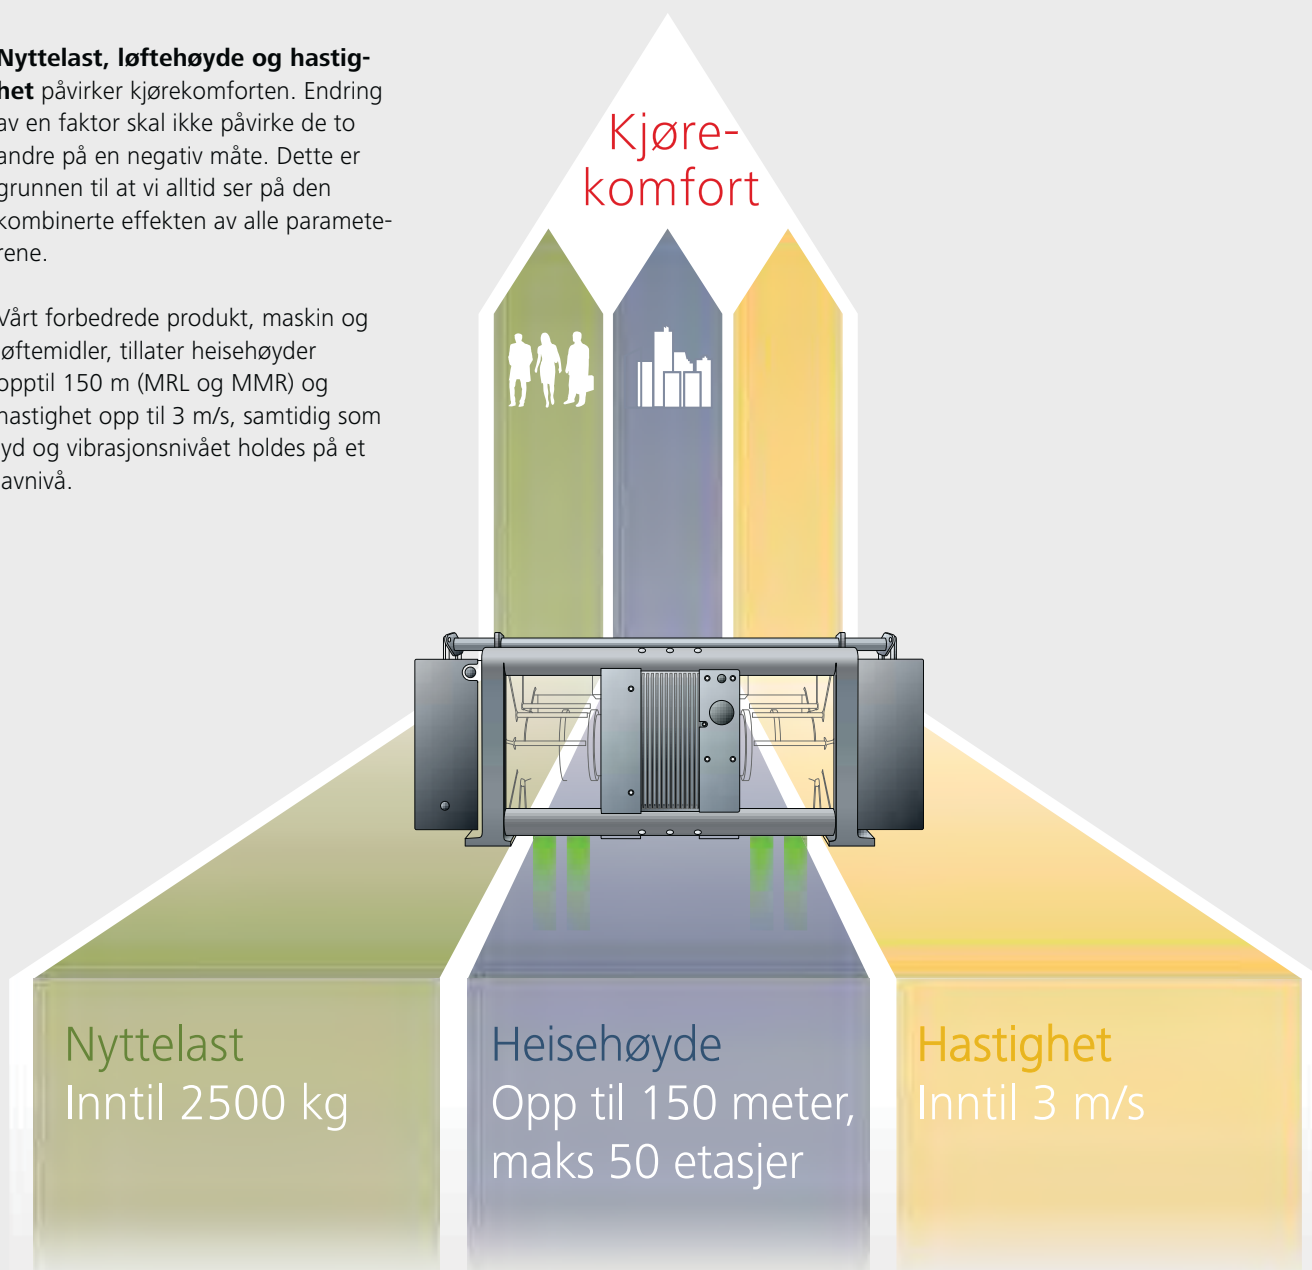 Nyttelast, løftehøyde og hastig-
het påvirker kjørekomforten. Endring
av en faktor skal ikke påvirke de to
andre på en negativ måte. Dette er
grunnen til at vi alltid ser på den
kombinerte effekten av alle paramete-
rene.
Vårt forbedrede produkt, maskin og
løftemidler, tillater heisehøyder
opptil 150 m (MRL og MMR) og
hastighet opp til 3 m/s, samtidig som
lyd og vibrasjonsnivået holdes på et
lavnivå.
Kjøre-
komfort
Nyttelast
Inntil 2500 kg
Heisehøyde
Opp til 150 meter,
maks 50 etasjer
Hastighet
Inntil 3 m/s